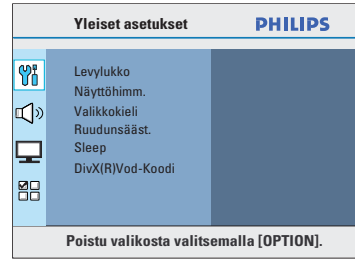 Yleiset asetukset PHILIPS
Levylukko
Näyttöhimm.
Valikkokieli
Ruudunsääst.
Sleep
DivX(R)Vod-Koodi
Poistu valikosta valitsemalla [OPTION].